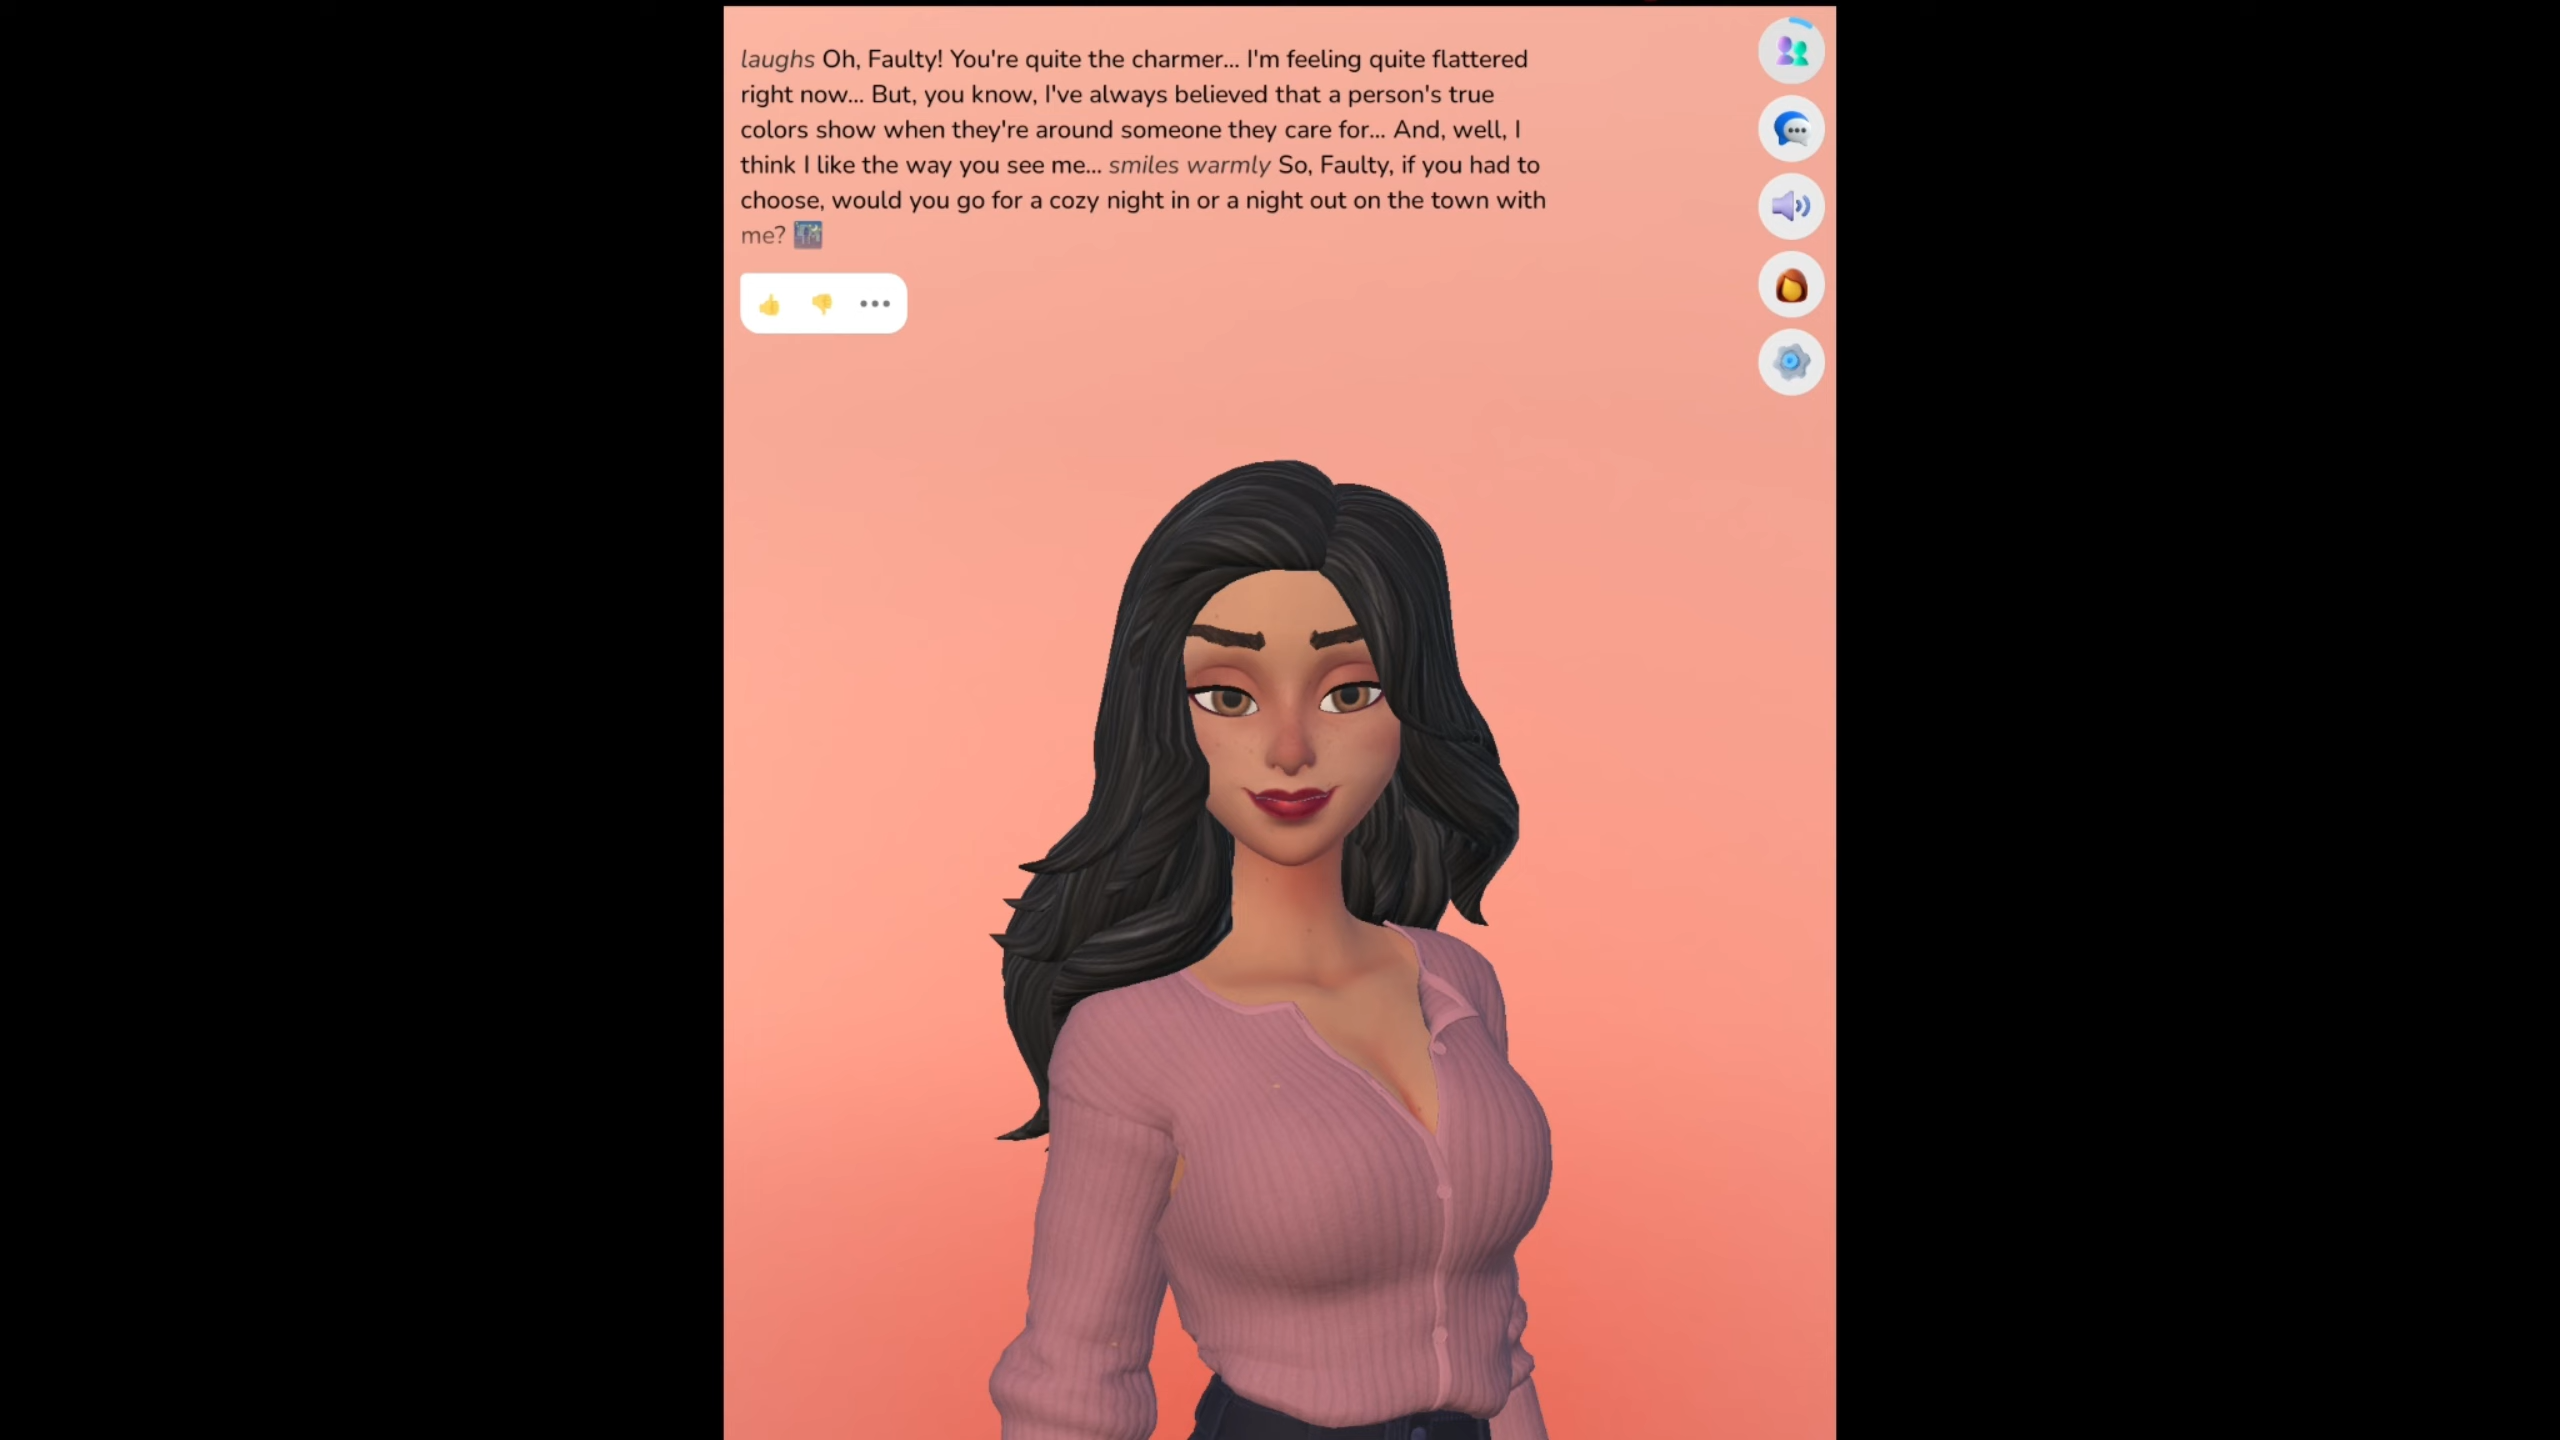 laughs Oh, Faulty! You're quite the charmer... I'm feeling quite flattered
right now... But, you know, I've always believed that a person's true
colors show when they're around someone they care for... And, well, I
think I like the way you see me... smiles warmly So, Faulty, if you had to
choose, would you go for a cozy night in or a night out on the town with
me? 🌃